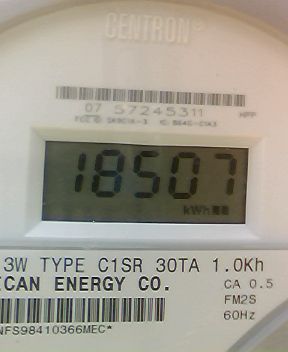 CENTRON®
07 57245311
18507
kWh
3W TYPE C1SR 30TA 1.0Kh
ICAN ENERGY CO.
CA 0.5
FM2S
NFS98410366MEC*
60Hz